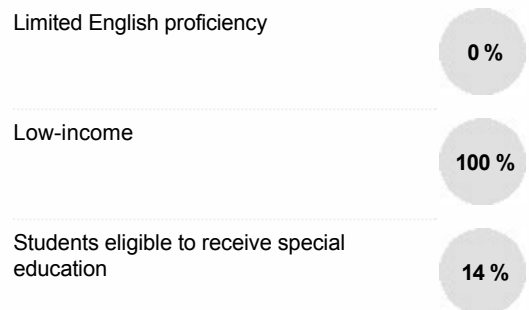 Limited English proficiency
0 %
Low-income
100 %
Students eligible to receive special
education
14 %